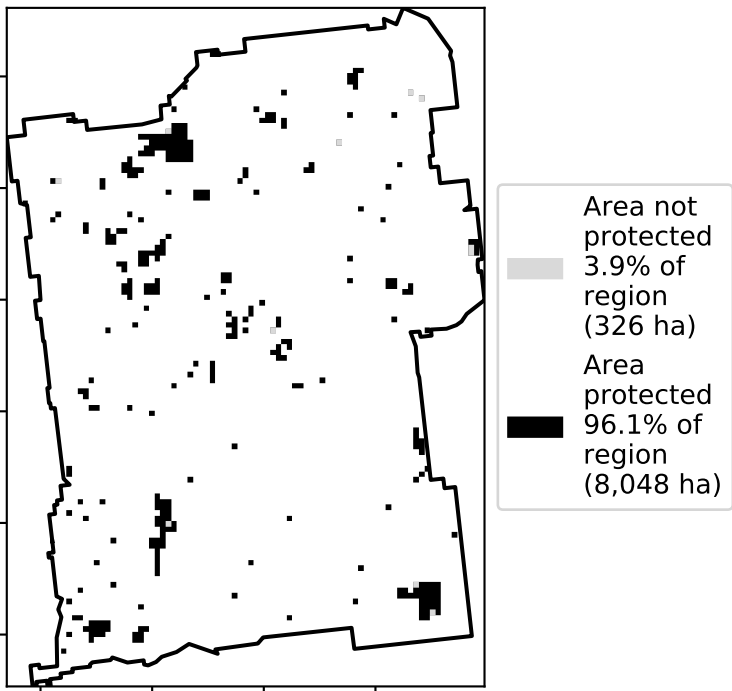 Area not
protected
3.9% of
region
(326 ha)
Area
protected
96.1% of
region
(8,048 ha)